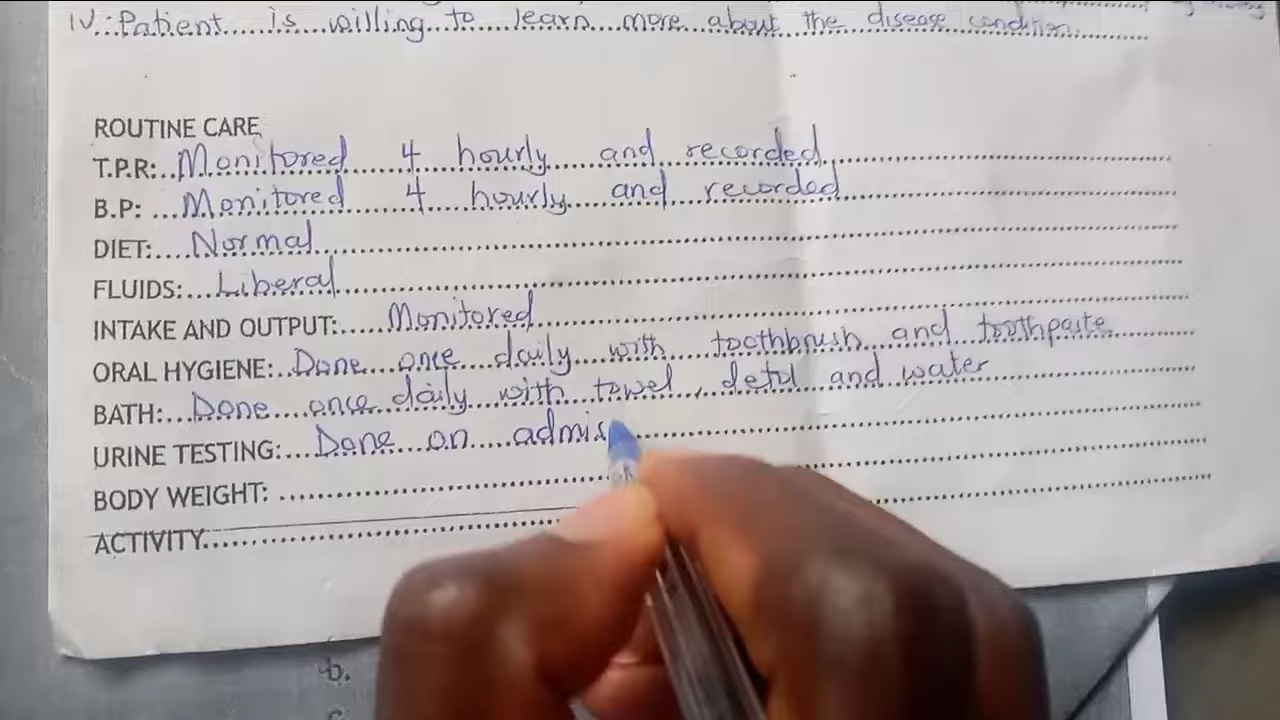 IV. Patient is willing to learn more about the disease condition.
ROUTINE CARE
T.P.R: Monitored 4 hourly and recorded
B.P: Monitored 4 hourly and recorded
DIET: Normal
FLUIDS: Liberal
INTAKE AND OUTPUT: Monitored
ORAL HYGIENE: Done once daily with toothbrush and toothpaste
BATH: Done once daily with towel, detol and water
URINE TESTING: Done on admis
BODY WEIGHT:
ACTIVITY
b.